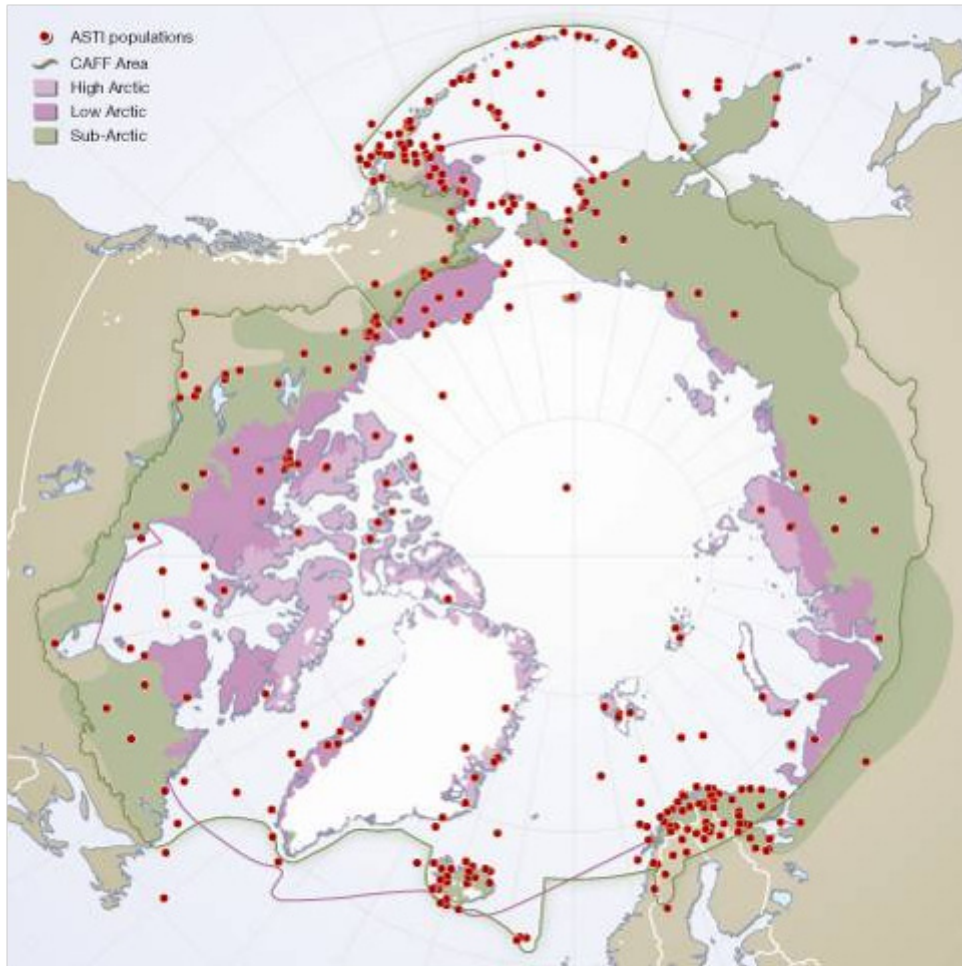 ASTI populations
CAFF Area
High Arctic
Low Arctic
Sub-Arctic